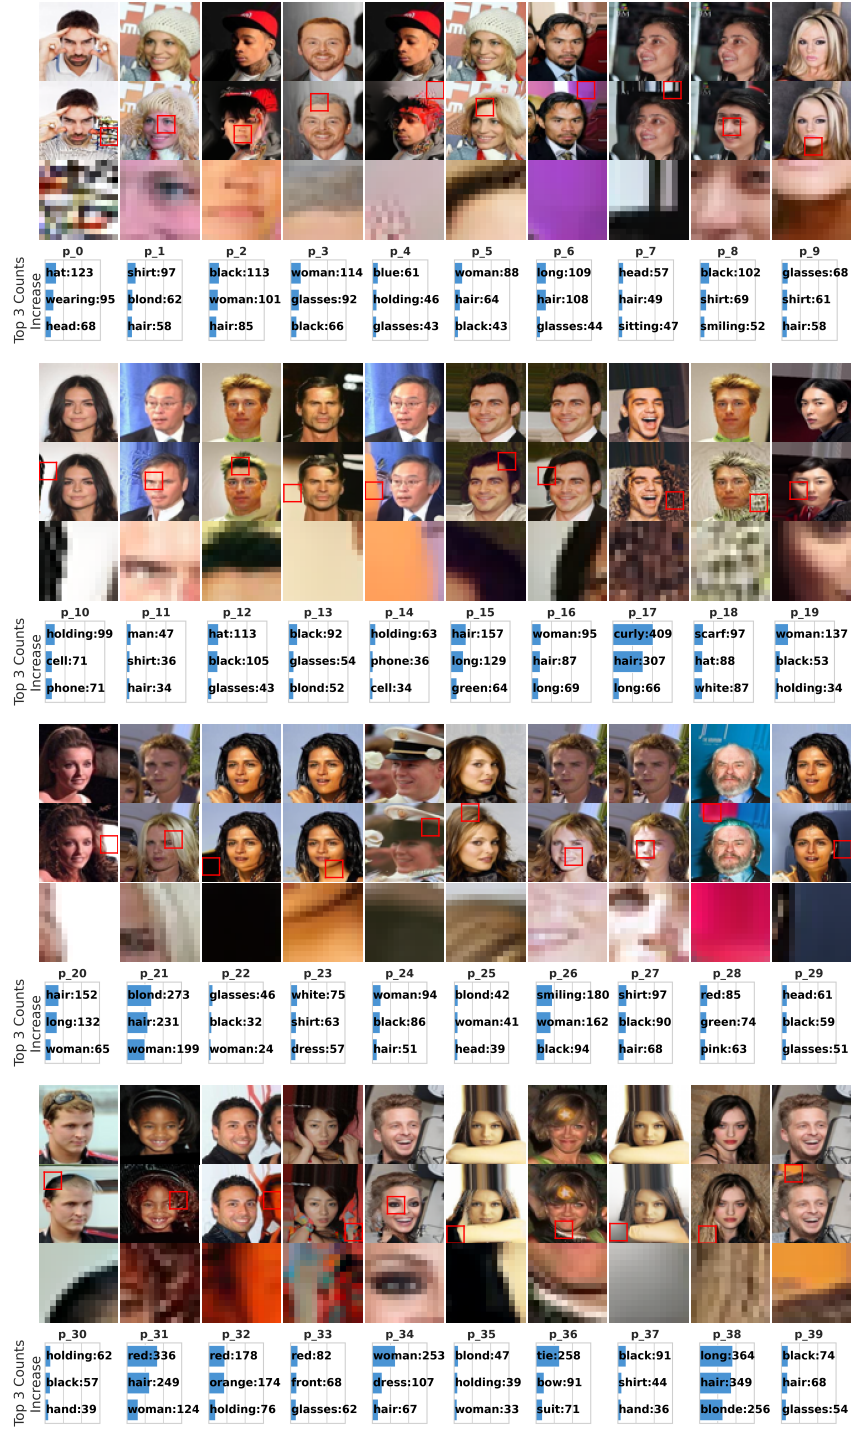 p_0 p_1 p_2 p_3 p_4 p_5 p_6 p_7 p_8 p_9
Top 3 Counts
Increase
hat:123 shirt:97 black:113 woman:114 blue:61 woman:88 long:109 head:57 black:102 glasses:68
wearing:95 blond:62 woman:101 glasses:92 holding:46 hair:64 hair:108 hair:49 shirt:69 shirt:61
head:68 hair:58 hair:85 black:66 glasses:43 black:43 glasses:44 sitting:47 smiling:52 hair:58
p_10 p_11 p_12 p_13 p_14 p_15 p_16 p_17 p_18 p_19
Top 3 Counts
Increase
holding:99 man:47 hat:113 black:92 holding:63 hair:157 woman:95 curly:409 scarf:97 woman:137
cell:71 shirt:36 black:105 glasses:54 phone:36 long:129 hair:87 hair:307 hat:88 black:53
phone:71 hair:34 glasses:43 blond:52 cell:34 green:64 long:69 long:66 white:87 holding:34
p_20 p_21 p_22 p_23 p_24 p_25 p_26 p_27 p_28 p_29
Top 3 Counts
Increase
hair:152 blond:273 glasses:46 white:75 woman:94 blond:42 smiling:180 shirt:97 red:85 head:61
long:132 hair:231 black:32 shirt:63 black:86 woman:41 woman:162 black:90 green:74 black:59
woman:65 woman:199 woman:24 dress:57 hair:51 head:39 black:94 hair:68 pink:63 glasses:51
p_30 p_31 p_32 p_33 p_34 p_35 p_36 p_37 p_38 p_39
Top 3 Counts
Increase
holding:62 red:336 red:178 red:82 woman:253 blond:47 tie:258 black:91 long:364 black:74
black:57 hair:249 orange:174 front:68 dress:107 holding:39 bow:91 shirt:44 hair:349 hair:68
hand:39 woman:124 holding:76 glasses:62 hair:67 woman:33 suit:71 hand:36 blonde:256 glasses:54